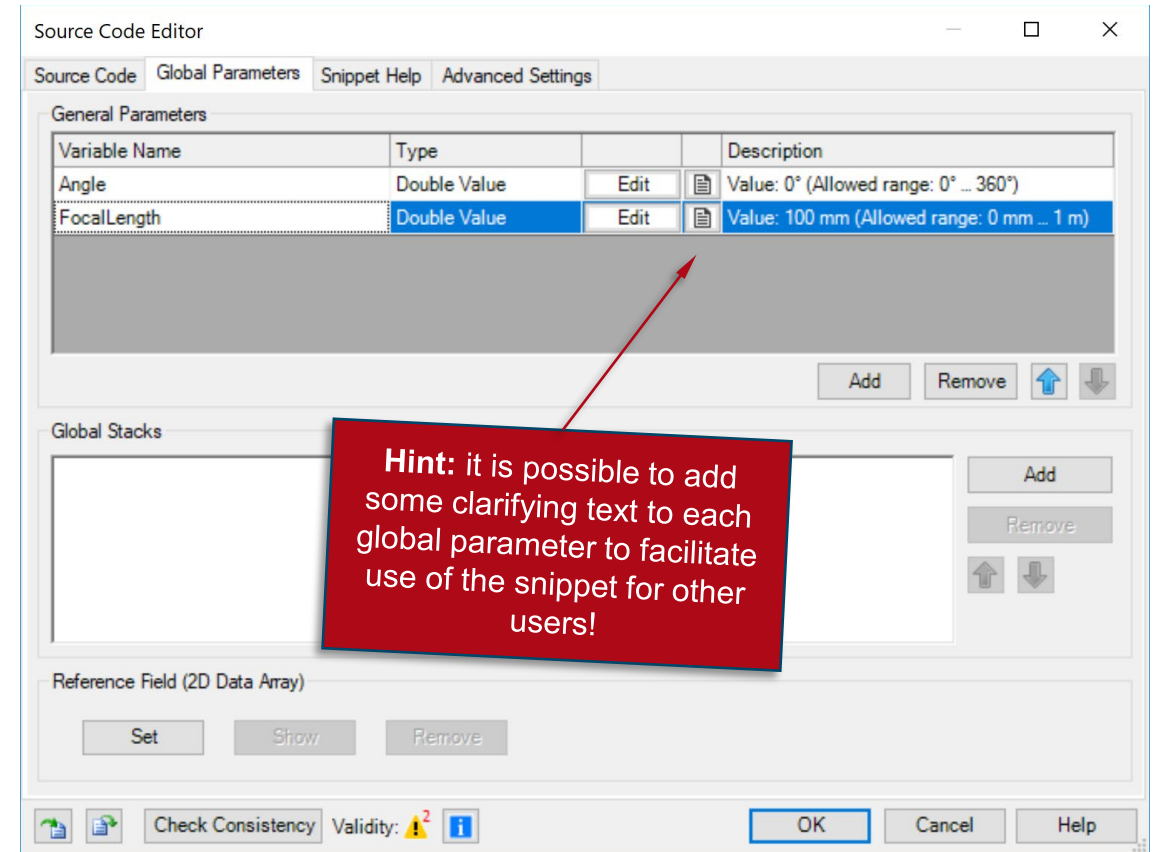 Source Code Editor
Source Code Global Parameters Snippet Help Advanced Settings
General Parameters
Variable Name Type Description
Angle Double Value Edit Value: 0° (Allowed range: 0° ... 360°)
FocalLength Double Value Edit Value: 100 mm (Allowed range: 0 mm ... 1 m)
Add Remove
Global Stacks
Add
Remove
Hint: it is possible to add
some clarifying text to each
global parameter to facilitate
use of the snippet for other
users!
Reference Field (2D Data Array)
Set Show Remove
Check Consistency Validity: 2 OK Cancel Help